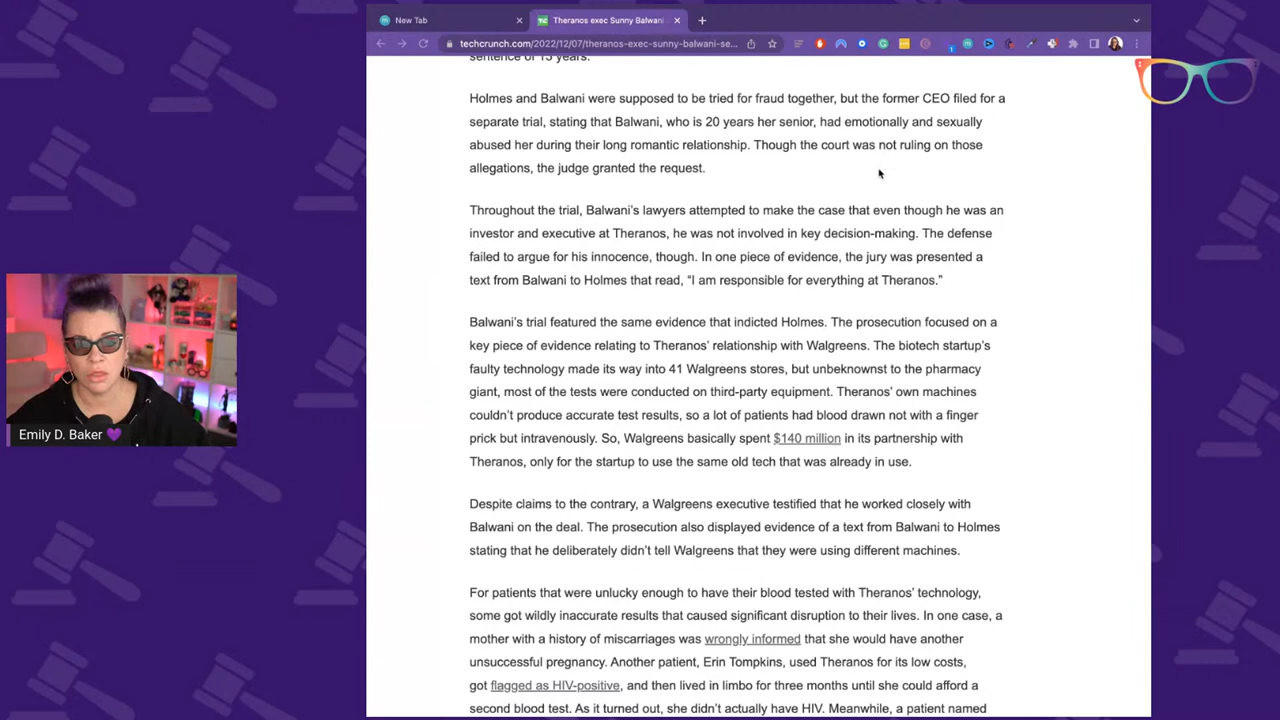 New Tab
Theranos exec Sunny Balwani
techcrunch.com/2022/12/07/theranos-exec-sunny-balwani-se...
sentence of 13 years.
Holmes and Balwani were supposed to be tried for fraud together, but the former CEO filed for a
separate trial, stating that Balwani, who is 20 years her senior, had emotionally and sexually
abused her during their long romantic relationship. Though the court was not ruling on those
allegations, the judge granted the request.
Throughout the trial, Balwani’s lawyers attempted to make the case that even though he was an
investor and executive at Theranos, he was not involved in key decision-making. The defense
failed to argue for his innocence, though. In one piece of evidence, the jury was presented a
text from Balwani to Holmes that read, “I am responsible for everything at Theranos.”
Balwani’s trial featured the same evidence that indicted Holmes. The prosecution focused on a
key piece of evidence relating to Theranos’ relationship with Walgreens. The biotech startup’s
faulty technology made its way into 41 Walgreens stores, but unbeknownst to the pharmacy
giant, most of the tests were conducted on third-party equipment. Theranos’ own machines
couldn’t produce accurate test results, so a lot of patients had blood drawn not with a finger
prick but intravenously. So, Walgreens basically spent $140 million in its partnership with
Theranos, only for the startup to use the same old tech that was already in use.
Despite claims to the contrary, a Walgreens executive testified that he worked closely with
Balwani on the deal. The prosecution also displayed evidence of a text from Balwani to Holmes
stating that he deliberately didn’t tell Walgreens that they were using different machines.
For patients that were unlucky enough to have their blood tested with Theranos’ technology,
some got wildly inaccurate results that caused significant disruption to their lives. In one case, a
mother with a history of miscarriages was wrongly informed that she would have another
unsuccessful pregnancy. Another patient, Erin Tompkins, used Theranos for its low costs,
got flagged as HIV-positive, and then lived in limbo for three months until she could afford a
second blood test. As it turned out, she didn’t actually have HIV. Meanwhile, a patient named
Emily D. Baker 💜